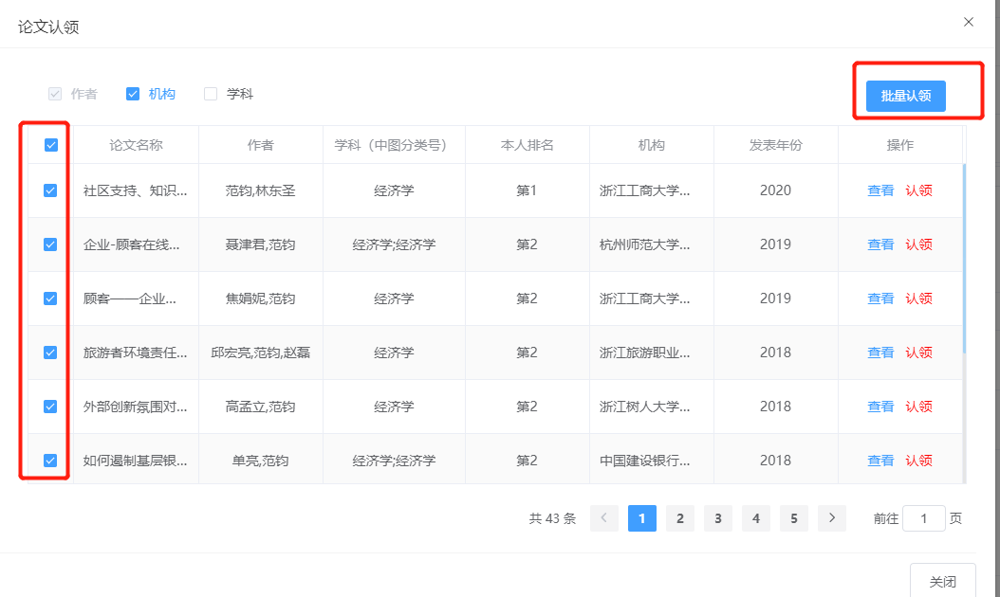 论文认领
作者 机构 学科
批量认领
论文名称 作者 学科（中图分类号） 本人排名 机构 发表年份 操作
社区支持、知识... 范钧,林东圣 经济学 第1 浙江工商大学... 2020 查看 认领
企业-顾客在线... 聂津君,范钧 经济学;经济学 第2 杭州师范大学... 2019 查看 认领
顾客——企业... 焦娟妮,范钧 经济学 第2 浙江工商大学... 2019 查看 认领
旅游者环境责任... 邱宏亮,范钧,赵磊 经济学 第2 浙江旅游职业... 2018 查看 认领
外部创新氛围对... 高孟立,范钧 经济学 第2 浙江树人大学... 2018 查看 认领
如何遏制基层银... 单亮,范钧 经济学;经济学 第2 中国建设银行... 2018 查看 认领
共 43 条 1 2 3 4 5 前往 1 页
关闭